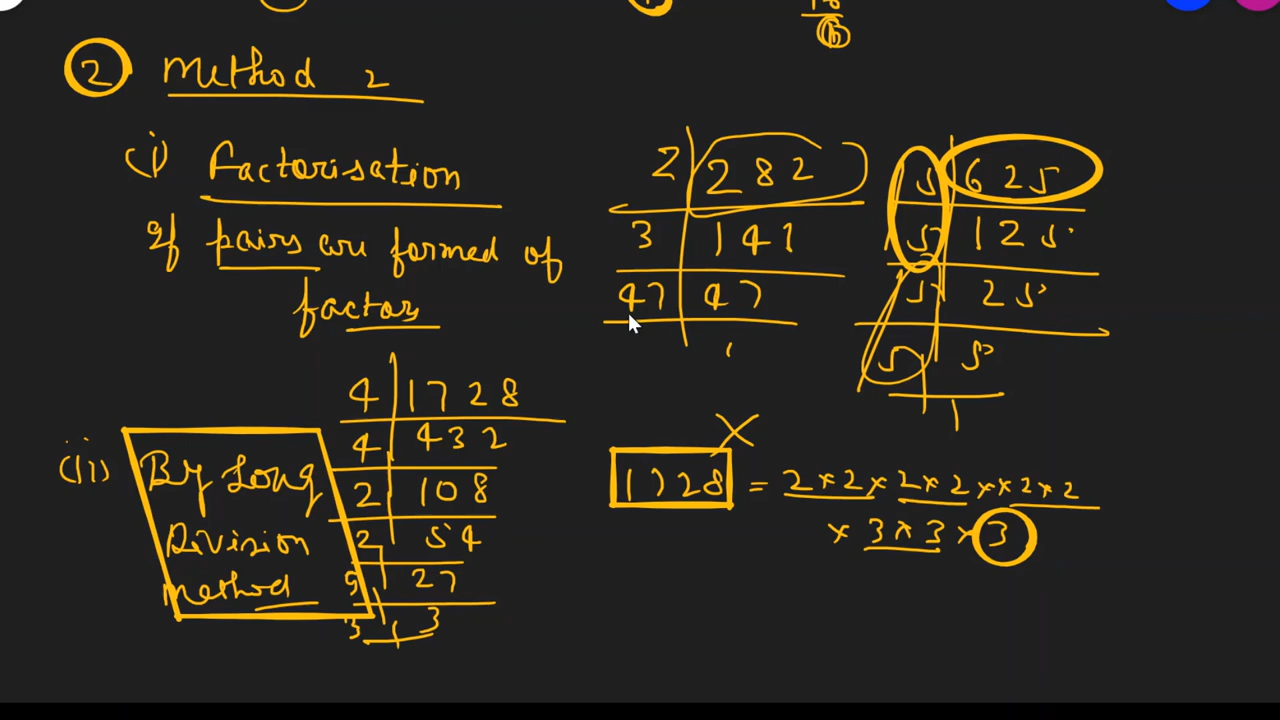 2 Method 2
(i) Factorisation
If pairs are formed of
factors
2 | 282
3 | 141
47 | 47
1
5 | 625
5 | 125
5 | 25
5 | 5
1
(ii) By Long
Division
method
4 | 1728
4 | 432
2 | 108
2 | 54
9 | 27
3 | 3
1728 = 2 × 2 × 2 × 2 × × 2 × 2
× 3 × 3 × 3